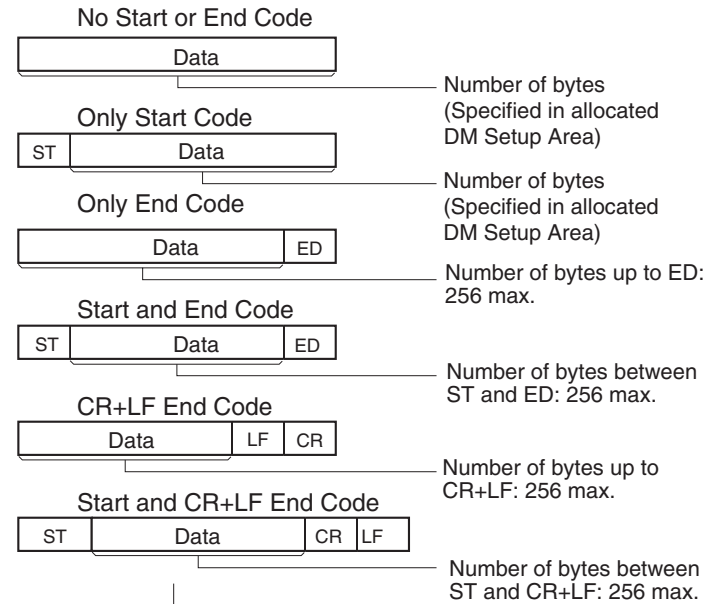 No Start or End Code
Data
Number of bytes
(Specified in allocated
DM Setup Area)
Only Start Code
ST Data
Number of bytes
(Specified in allocated
DM Setup Area)
Only End Code
Data ED
Number of bytes up to ED:
256 max.
Start and End Code
ST Data ED
Number of bytes between
ST and ED: 256 max.
CR+LF End Code
Data LF CR
Number of bytes up to
CR+LF: 256 max.
Start and CR+LF End Code
ST Data CR LF
Number of bytes between
ST and CR+LF: 256 max.